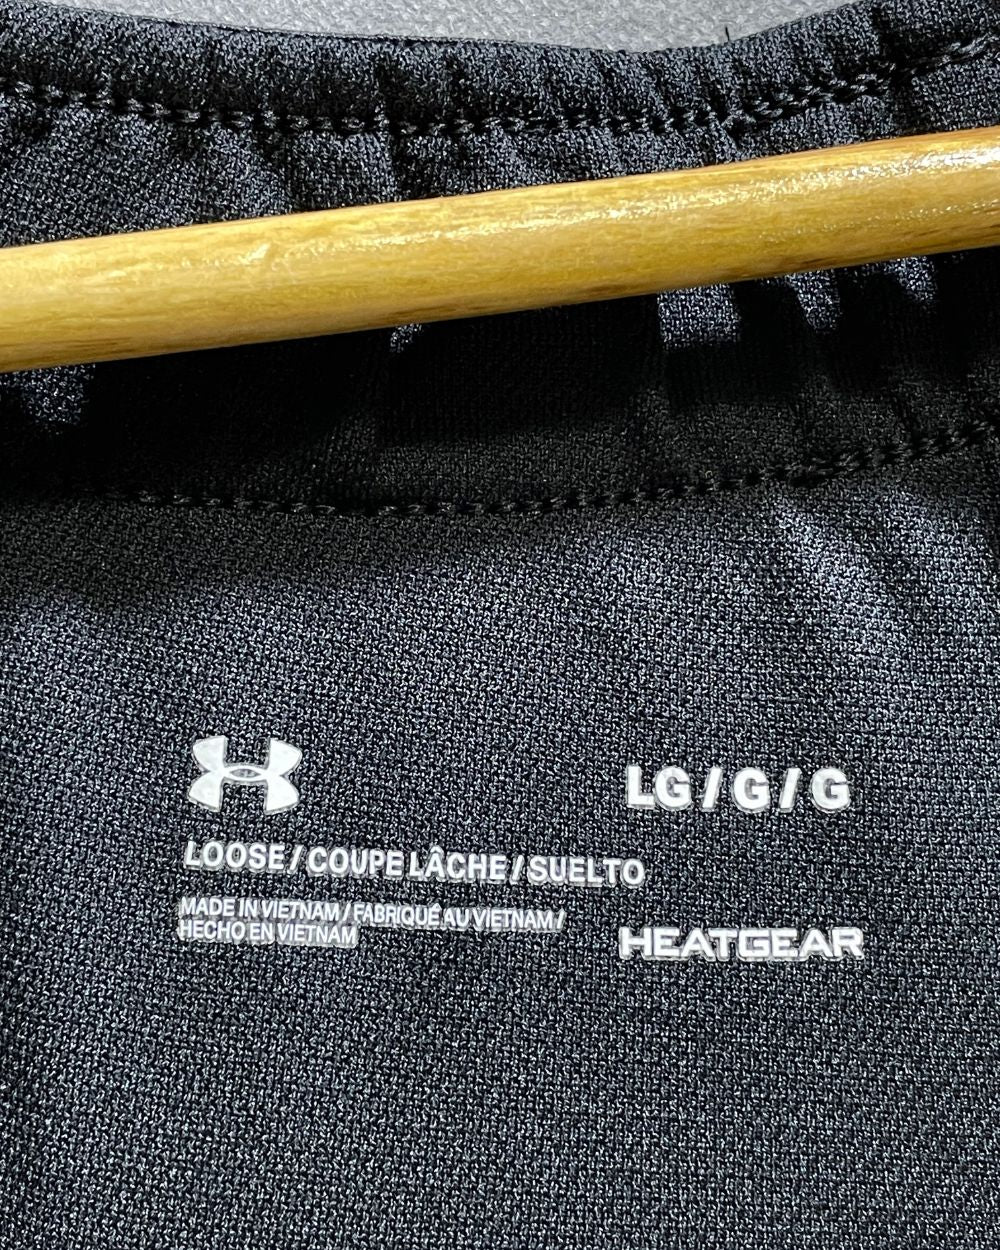 LG / G / G
LOOSE / COUPE LÂCHE / SUELTO
MADE IN VIETNAM / FABRIQUÉ AU VIETNAM /
HECHO EN VIETNAM
HEATGEAR